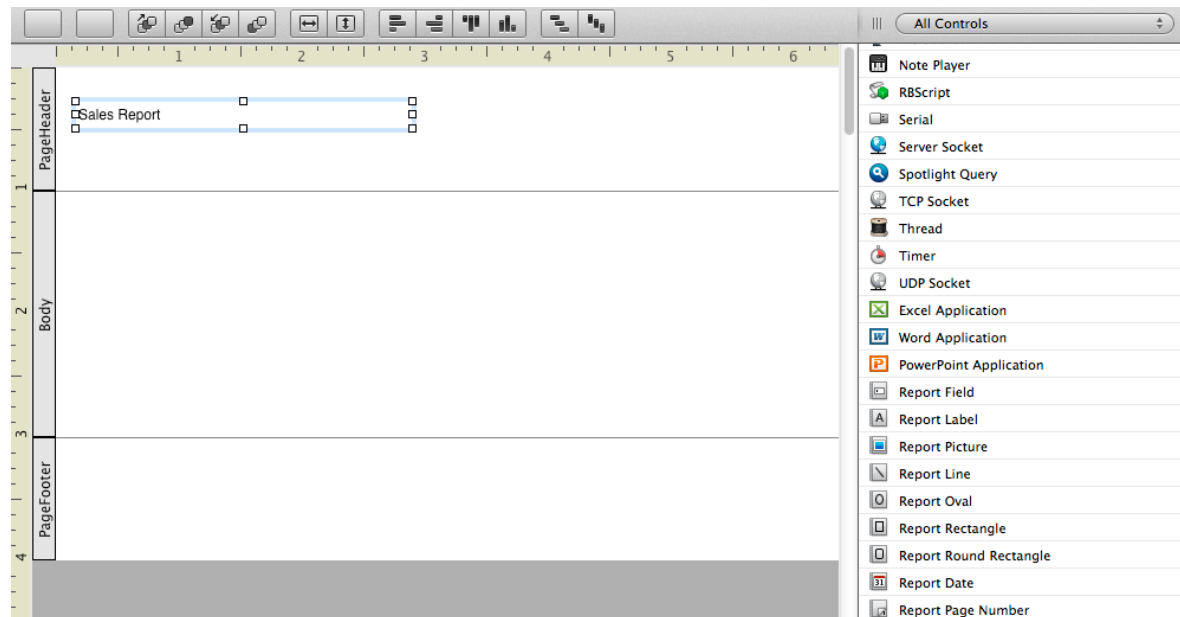 All Controls
1 2 3 4 5 6
PageHeader
Sales Report
1
Body
2
3
PageFooter
4
Note Player
RBScript
Serial
Server Socket
Spotlight Query
TCP Socket
Thread
Timer
UDP Socket
Excel Application
Word Application
PowerPoint Application
Report Field
Report Label
Report Picture
Report Line
Report Oval
Report Rectangle
Report Round Rectangle
31
Report Date
Report Page Number